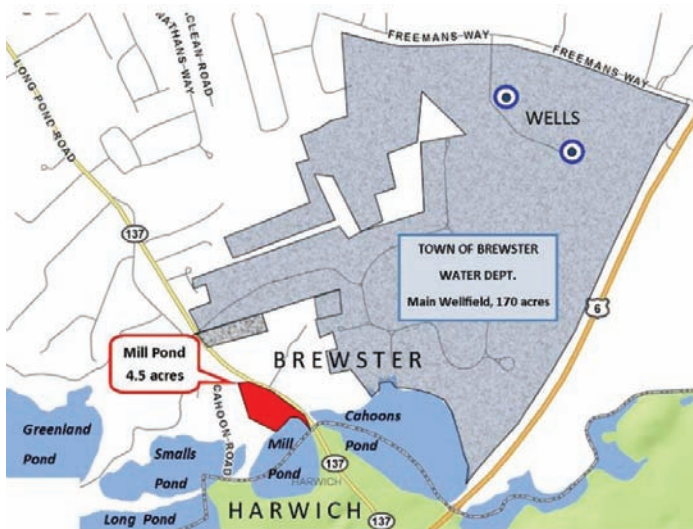 FREEMANS WAY
FREEMANS WAY
NATHANS WAY
MCLEAN ROAD
LONG POND ROAD
WELLS
137
TOWN OF BREWSTER
WATER DEPT.
Main Wellfield, 170 acres
6
Mill Pond
4.5 acres
BREWSTER
CAHOON ROAD
Greenland
Pond
Smalls
Pond
Mill
Pond
Cahoons
Pond
137
HARWICH
Long Pond
HARWICH
137